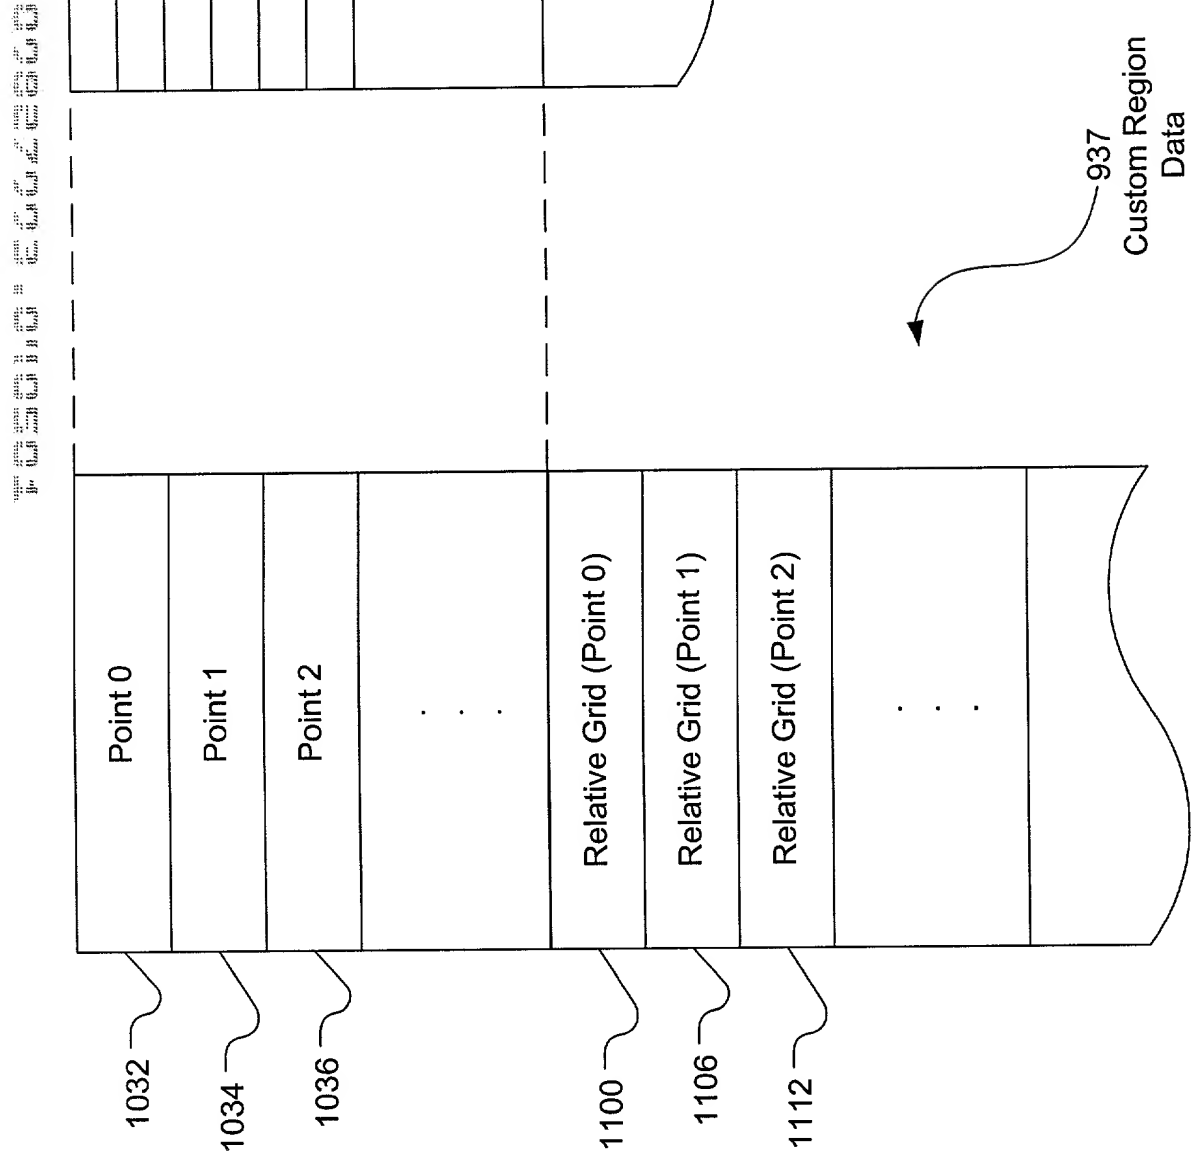 1032
Point 0
1034
Point 1
1036
Point 2
. . .
1100
Relative Grid (Point 0)
1106
Relative Grid (Point 1)
1112
Relative Grid (Point 2)
. . .
937
Custom Region
Data